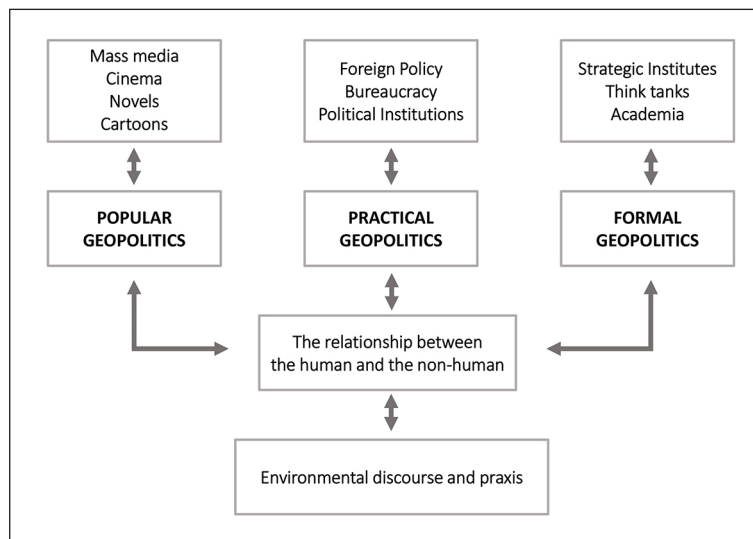 Mass media
Cinema
Novels
Cartoons
Foreign Policy
Bureaucracy
Political Institutions
Strategic Institutes
Think tanks
Academia
POPULAR
GEOPOLITICS
PRACTICAL
GEOPOLITICS
FORMAL
GEOPOLITICS
The relationship between
the human and the non-human
Environmental discourse and praxis